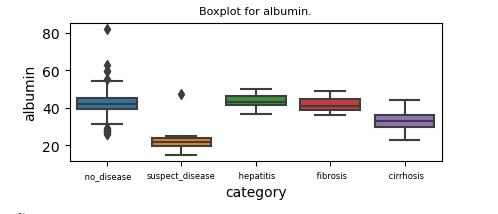 Boxplot for albumin.
80
60
40
20
albumin
no_disease suspect_disease hepatitis fibrosis cirrhosis
category